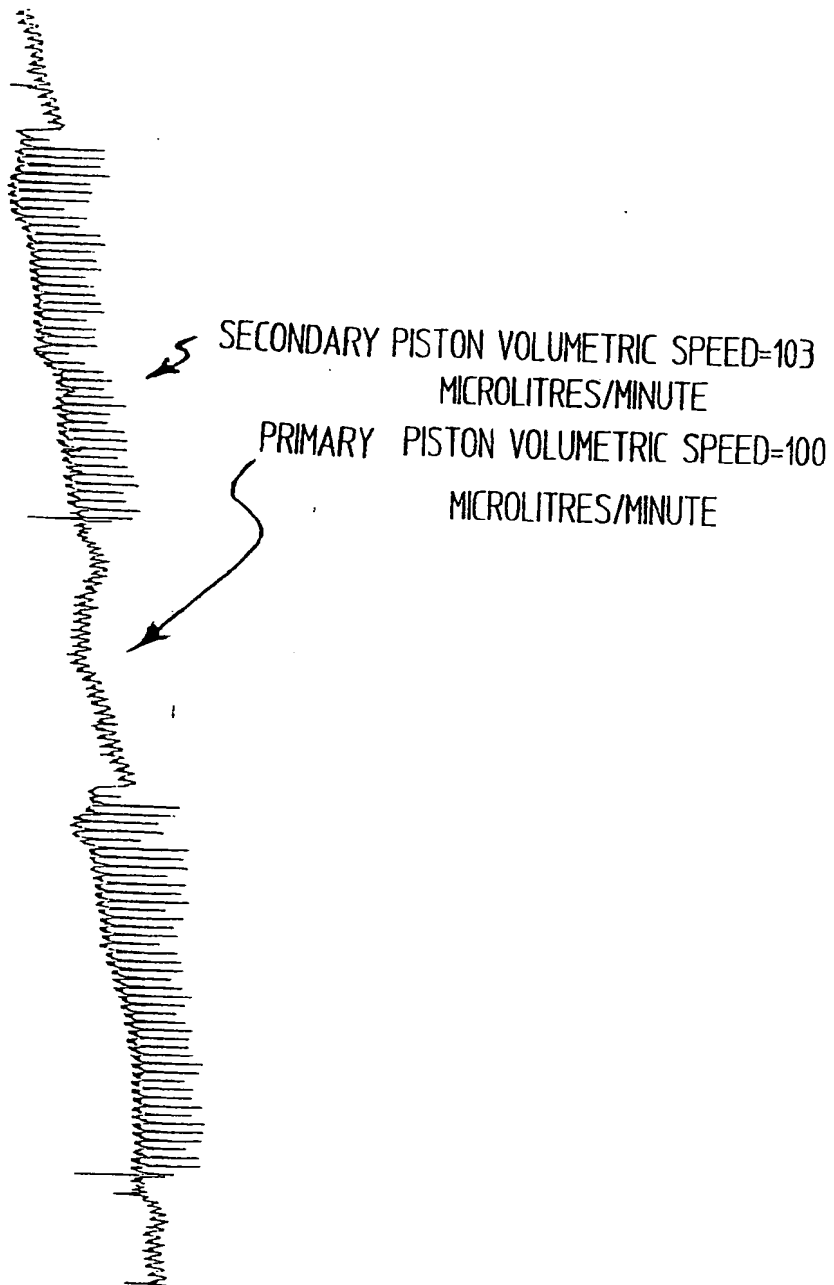 SECONDARY PISTON VOLUMETRIC SPEED=103
MICROLITRES/MINUTE
PRIMARY PISTON VOLUMETRIC SPEED=100
MICROLITRES/MINUTE